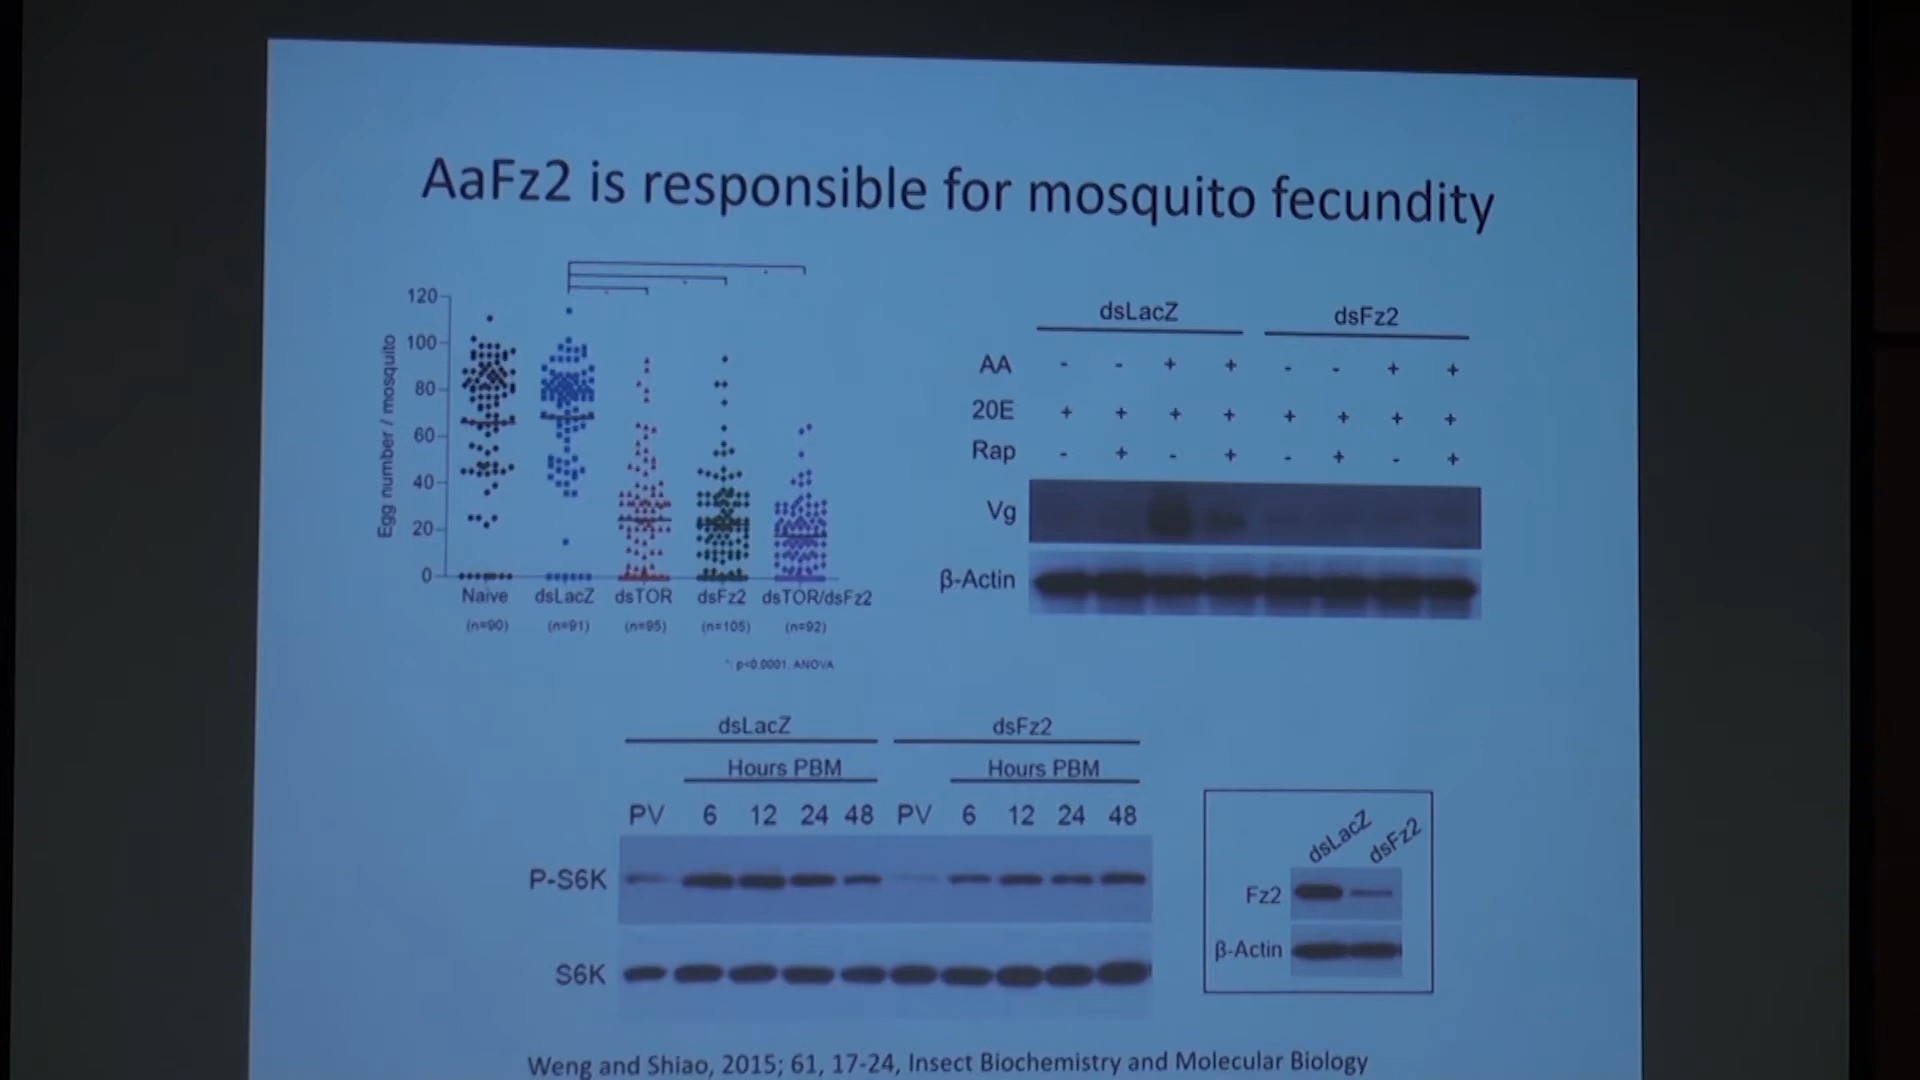 AaFz2 is responsible for mosquito fecundity
120
100
80
60
40
20
0
Egg number / mosquito
Naive dsLacZ dsTOR dsFz2 dsTOR/dsFz2
(n=90) (n=91) (n=95) (n=105) (n=92)
*: p<0.0001. ANOVA
dsLacZ dsFz2
AA - - + + - - + +
20E + + + + + + + +
Rap - + - + - + - +
Vg
β-Actin
dsLacZ dsFz2
Hours PBM Hours PBM
PV 6 12 24 48 PV 6 12 24 48
P-S6K
S6K
dsLacZ dsFz2
Fz2
β-Actin
Weng and Shiao, 2015; 61, 17-24, Insect Biochemistry and Molecular Biology